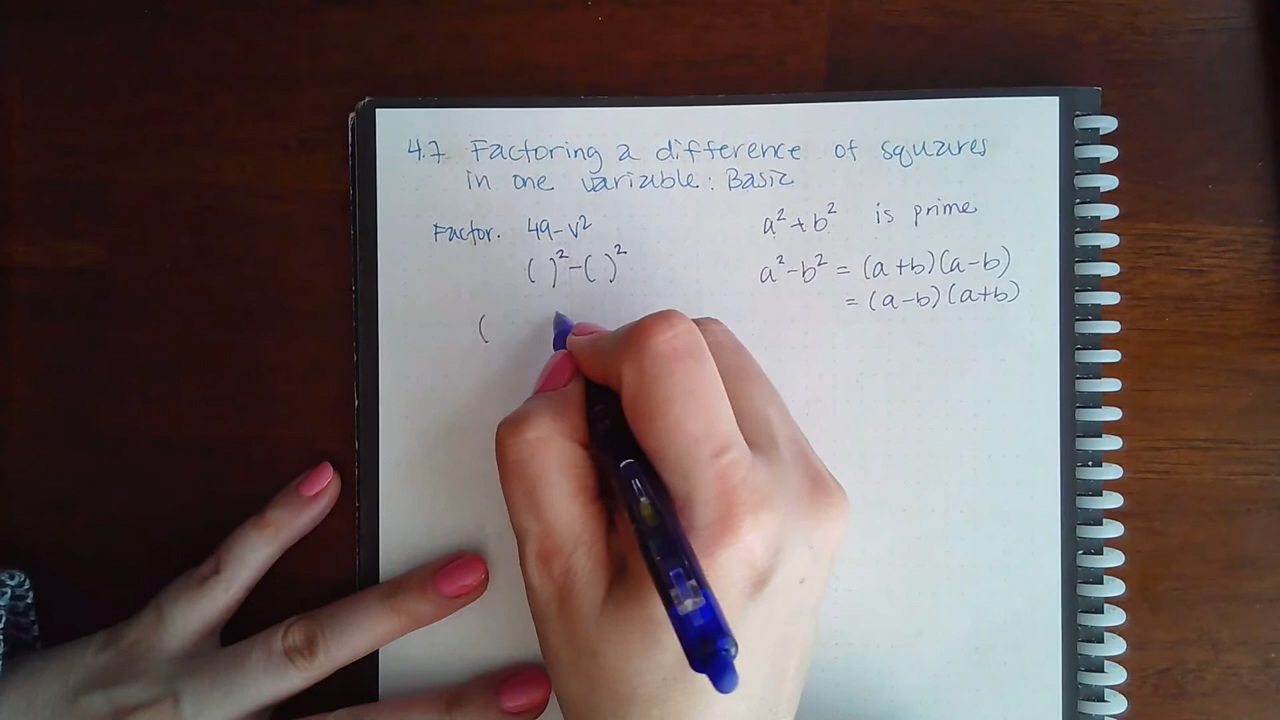 4.7 Factoring a difference of squares
in one variable: Basic
Factor. 49-v²
( )²-( )²
(
a²+b² is prime
a²-b² = (a+b)(a-b)
= (a-b)(a+b)